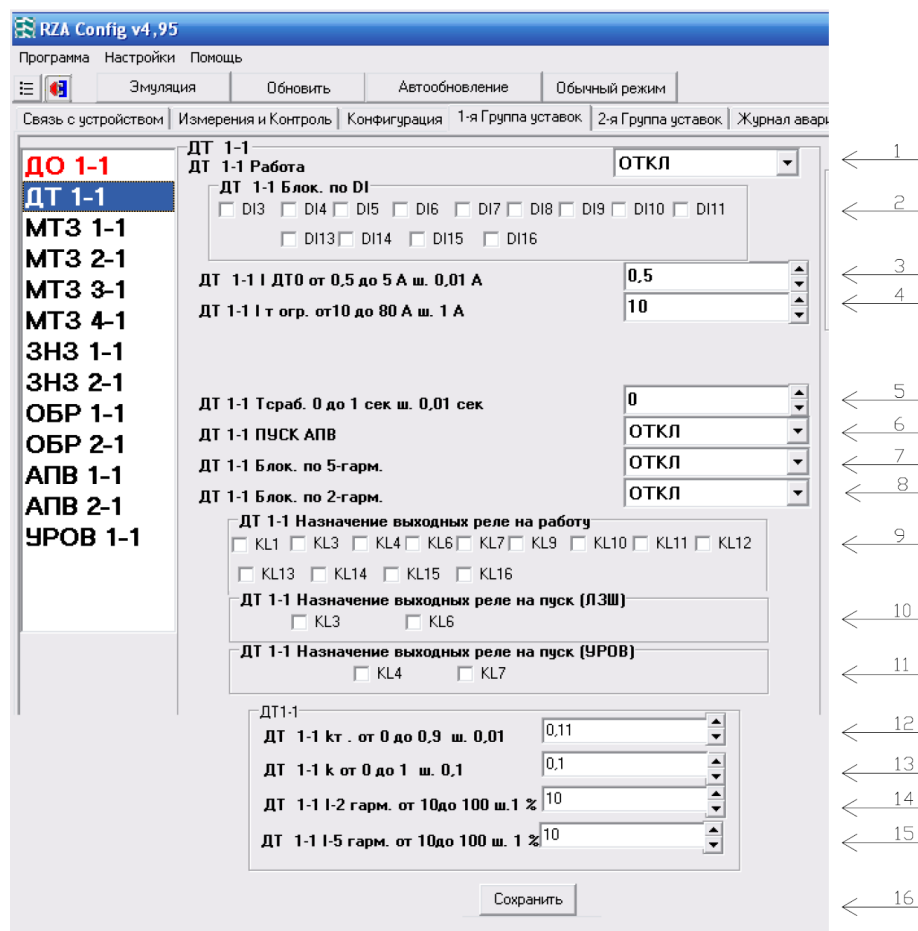 RZA Config v4,95
Программа Настройки Помощь
Эмуляция Обновить Автообновление Обычный режим
Связь с устройством Измерения и Контроль Конфигурация 1-я Группа уставок 2-я Группа уставок Журнал авари
ДО 1-1
ДТ 1-1
МТЗ 1-1
МТЗ 2-1
МТЗ 3-1
МТЗ 4-1
ЗНЗ 1-1
ЗНЗ 2-1
ОБР 1-1
ОБР 2-1
АПВ 1-1
АПВ 2-1
УРОВ 1-1
ДТ 1-1
ДТ 1-1 Работа ОТКЛ 1
ДТ 1-1 Блок. по DI
DI3 DI4 DI5 DI6 DI7 DI8 DI9 DI10 DI11 2
DI13 DI14 DI15 DI16
ДТ 1-1 I ДТ0 от 0,5 до 5 А ш. 0,01 А 0,5 3
ДТ 1-1 I т огр. от10 до 80 А ш. 1 А 10 4
ДТ 1-1 Тсраб. 0 до 1 сек ш. 0,01 сек 0 5
ДТ 1-1 ПУСК АПВ ОТКЛ 6
ДТ 1-1 Блок. по 5-гарм. ОТКЛ 7
ДТ 1-1 Блок. по 2-гарм. ОТКЛ 8
ДТ 1-1 Назначение выходных реле на работу
KL1 KL3 KL4 KL6 KL7 KL9 KL10 KL11 KL12 9
KL13 KL14 KL15 KL16
ДТ 1-1 Назначение выходных реле на пуск (ЛЗШ)
KL3 KL6 10
ДТ 1-1 Назначение выходных реле на пуск (УРОВ)
KL4 KL7 11
ДТ1-1
ДТ 1-1 kт . от 0 до 0,9 ш. 0,01 0,11 12
ДТ 1-1 k от 0 до 1 ш. 0,1 0,1 13
ДТ 1-1 I-2 гарм. от 10до 100 ш.1 % 10 14
ДТ 1-1 I-5 гарм. от 10до 100 ш. 1 % 10 15
Сохранить 16